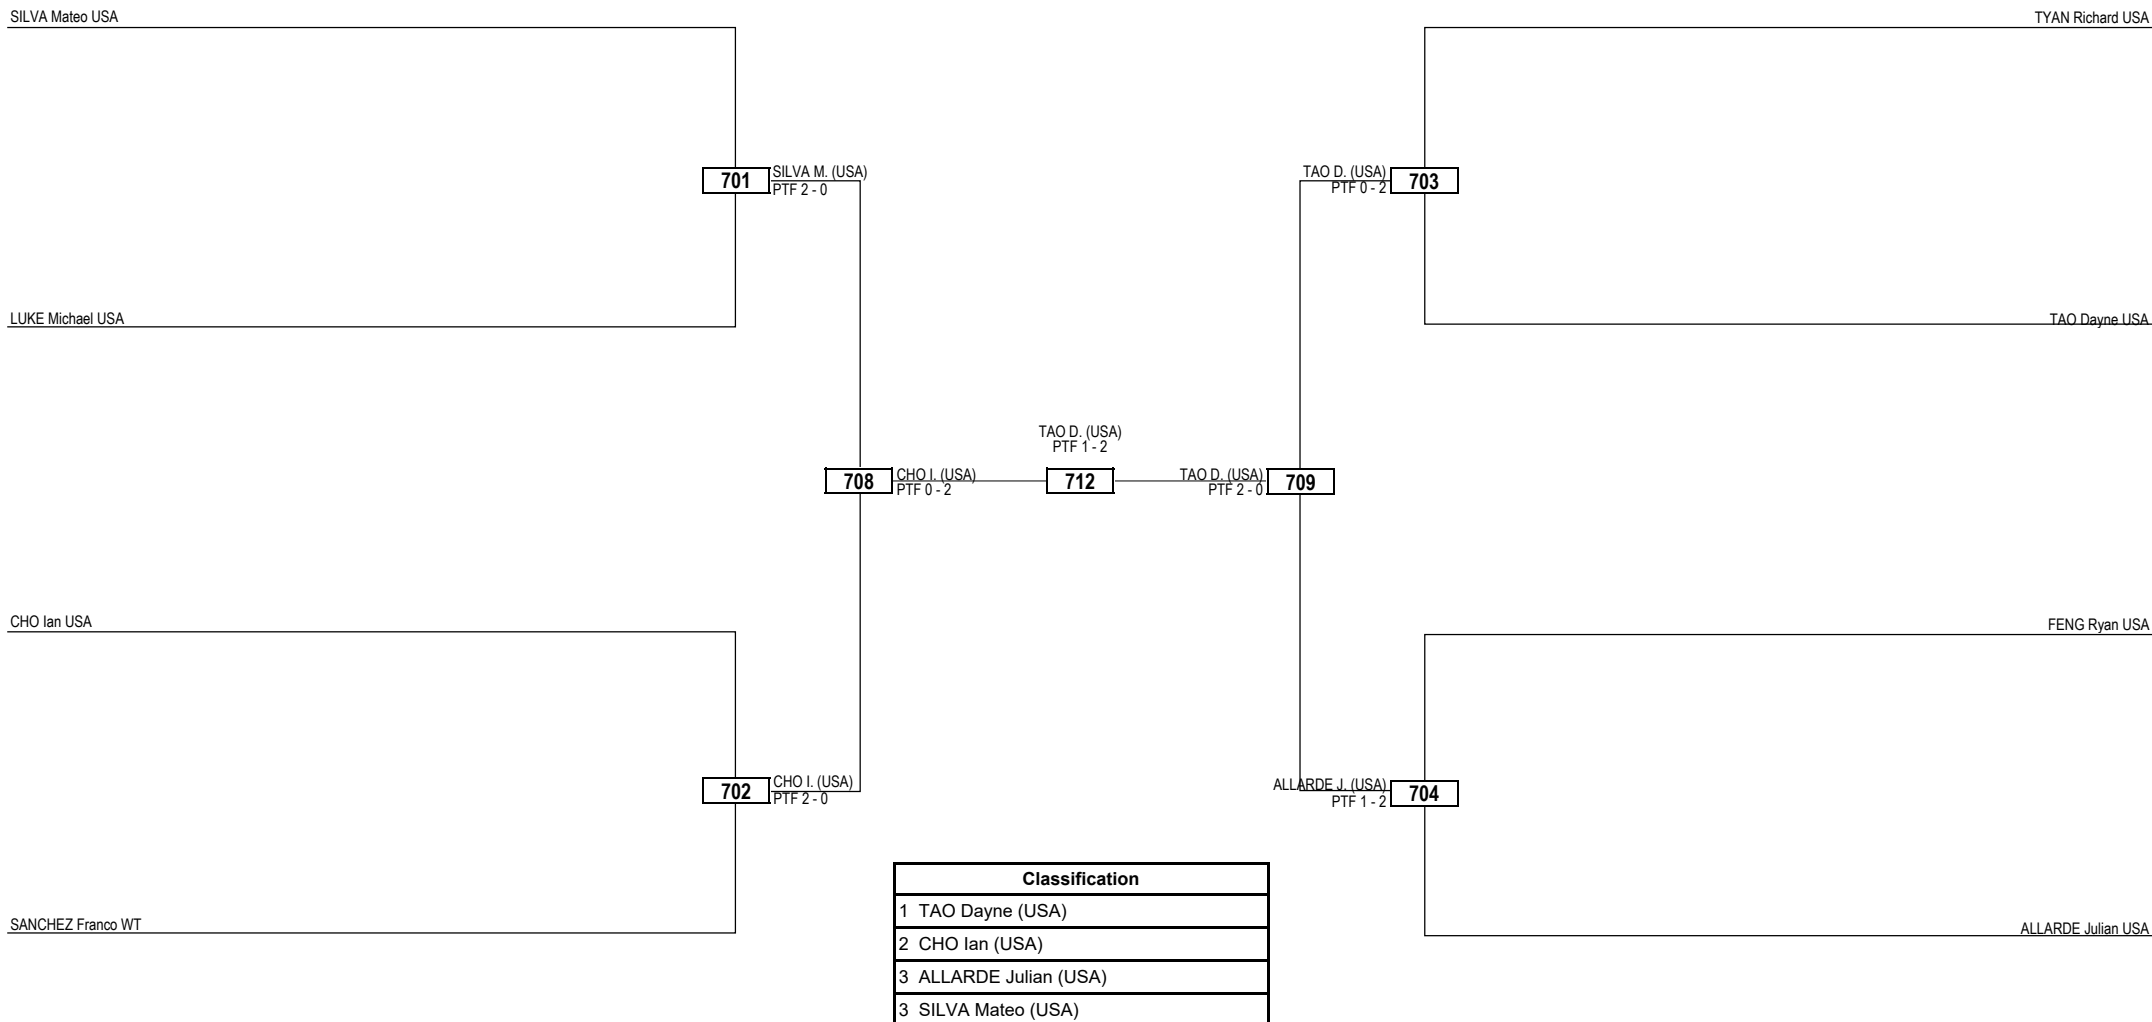 SILVA Mateo USA
TYAN Richard USA
701
SILVA M. (USA)
PTF 2 - 0
TAO D. (USA)
PTF 0 - 2
703
LUKE Michael USA
TAO Dayne USA
TAO D. (USA)
PTF 1 - 2
708
CHO I. (USA)
PTF 0 - 2
712
TAO D. (USA)
PTF 2 - 0
709
CHO Ian USA
FENG Ryan USA
702
CHO I. (USA)
PTF 2 - 0
ALLARDE J. (USA)
PTF 1 - 2
704
SANCHEZ Franco WT
ALLARDE Julian USA
Classification
1 TAO Dayne (USA)
2 CHO Ian (USA)
3 ALLARDE Julian (USA)
3 SILVA Mateo (USA)